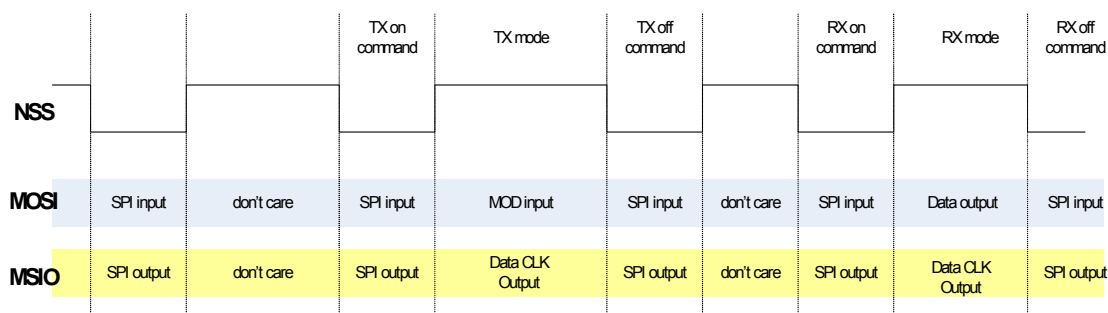 TX on command
TX mode
TX off command
RX on command
RX mode
RX off command
NSS
MOSI
SPI input
don't care
SPI input
MOD input
SPI input
don't care
SPI input
Data output
SPI input
MSIO
SPI output
don't care
SPI output
Data CLK Output
SPI output
don't care
SPI output
Data CLK Output
SPI output